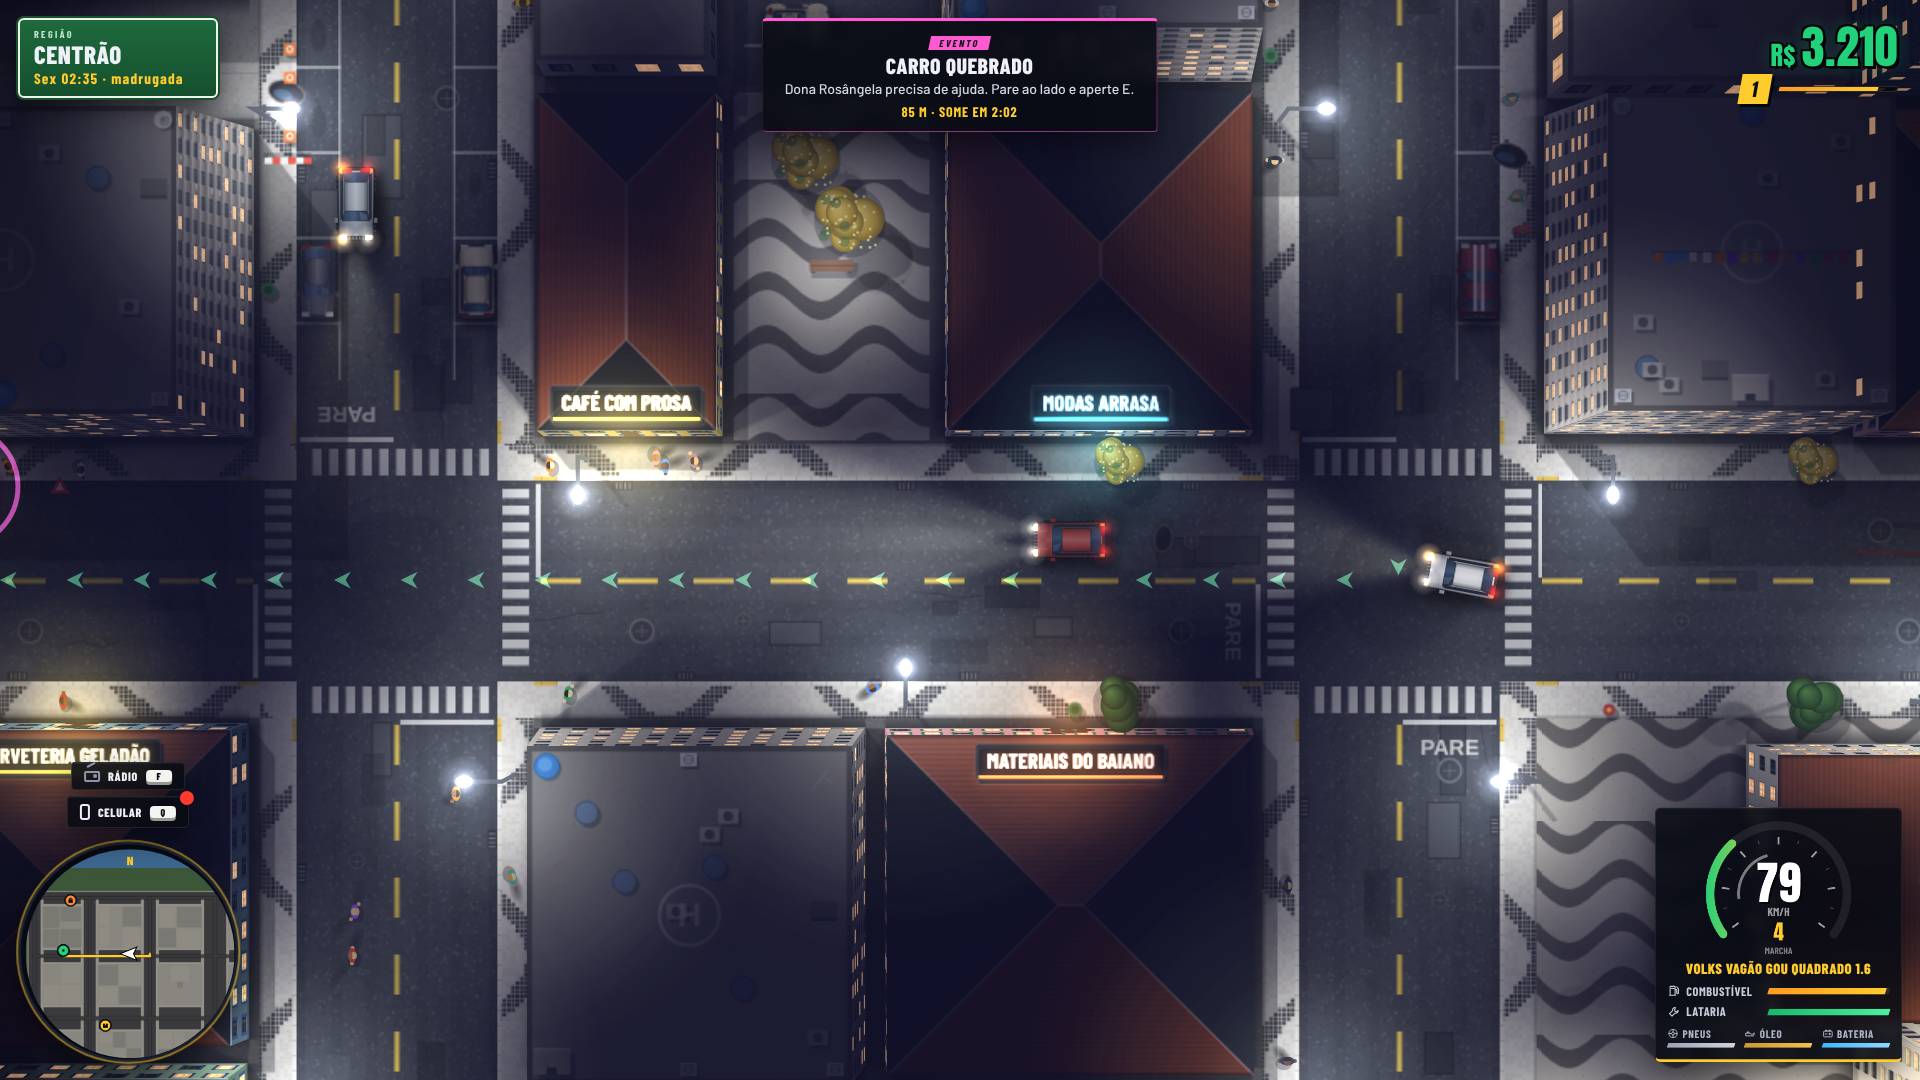 REGIÃO
CENTRÃO
Sex 02:35 · madrugada
EVENTO
CARRO QUEBRADO
Dona Rosângela precisa de ajuda. Pare ao lado e aperte E.
85 M · SOME EM 2:02
R$ 3.210
1
H
H
PARE
CAFÉ COM PROSA
MODAS ARRASA
PARE
PARE
RVETERIA GELADÃO
MATERIAIS DO BAIANO
RÁDIO F
CELULAR Q
N
H
79
KM/H
4
MARCHA
VOLKS VAGÃO GOU QUADRADO 1.6
COMBUSTÍVEL
LATARIA
PNEUS ÓLEO BATERIA
M